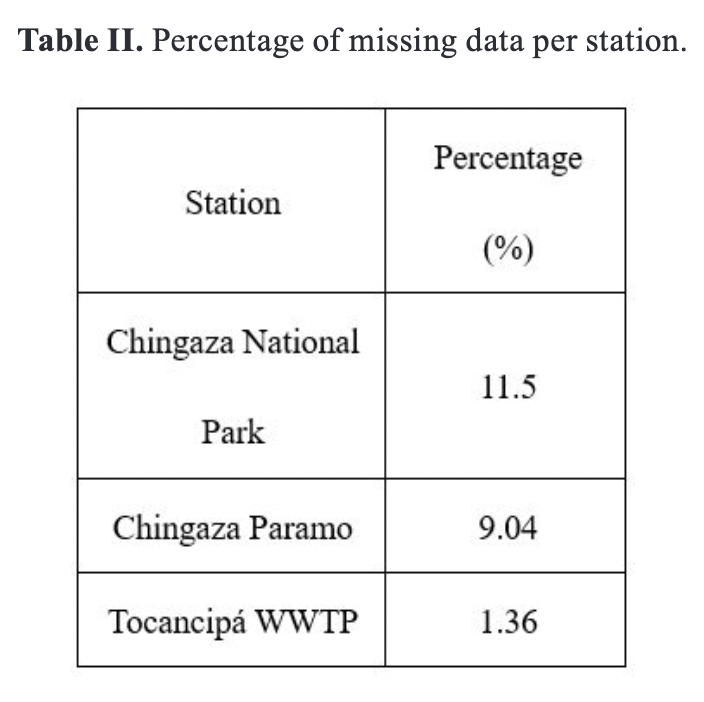 Table II. Percentage of missing data per station.
Station
Percentage
(%)
Chingaza National
Park
11.5
Chingaza Paramo
9.04
Tocancipá WWTP
1.36